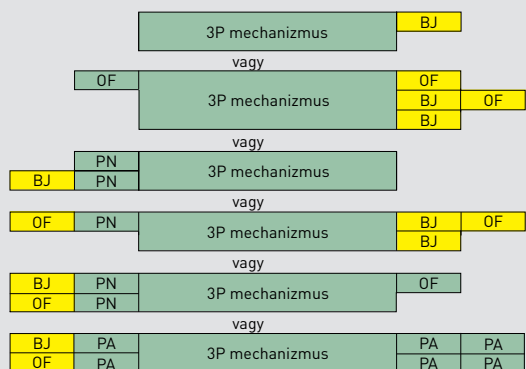 3P mechanizmus BJ
vagy
OF 3P mechanizmus OF
BJ OF
BJ
vagy
PN
BJ PN 3P mechanizmus
vagy
OF PN 3P mechanizmus BJ OF
BJ
vagy
BJ PN 3P mechanizmus OF
OF PN
vagy
BJ PA 3P mechanizmus PA PA
OF PA PA PA